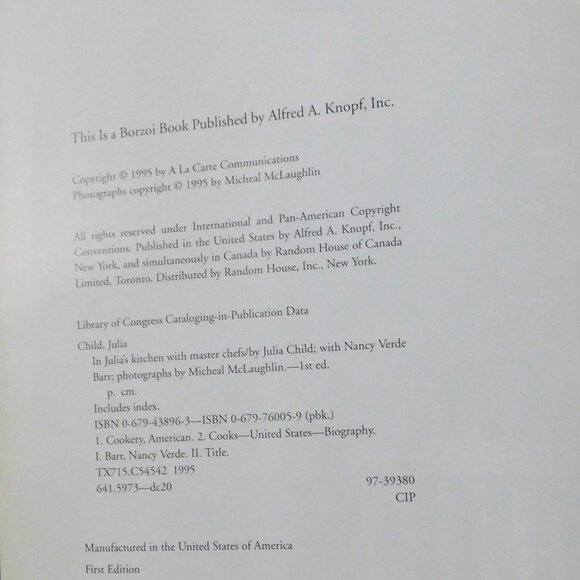 This Is a Borzoi Book Published by Alfred A. Knopf, Inc.
Copyright © 1995 by A La Carte Communications
Photographs copyright © 1995 by Micheal McLaughlin
All rights reserved under International and Pan-American Copyright
Conventions. Published in the United States by Alfred A. Knopf, Inc.,
New York, and simultaneously in Canada by Random House of Canada
Limited, Toronto. Distributed by Random House, Inc., New York.
Library of Congress Cataloging-in-Publication Data
Child, Julia
In Julia's kitchen with master chefs/by Julia Child; with Nancy Verde
Barr; photographs by Micheal McLaughlin.—1st ed.
p. cm.
Includes index.
ISBN 0-679-43896-3—ISBN 0-679-76005-9 (pbk.)
1. Cookery, American. 2. Cooks—United States—Biography.
I. Barr, Nancy Verde. II. Title.
TX715.C54542 1995
641.5973—dc20
97-39380
CIP
Manufactured in the United States of America
First Edition